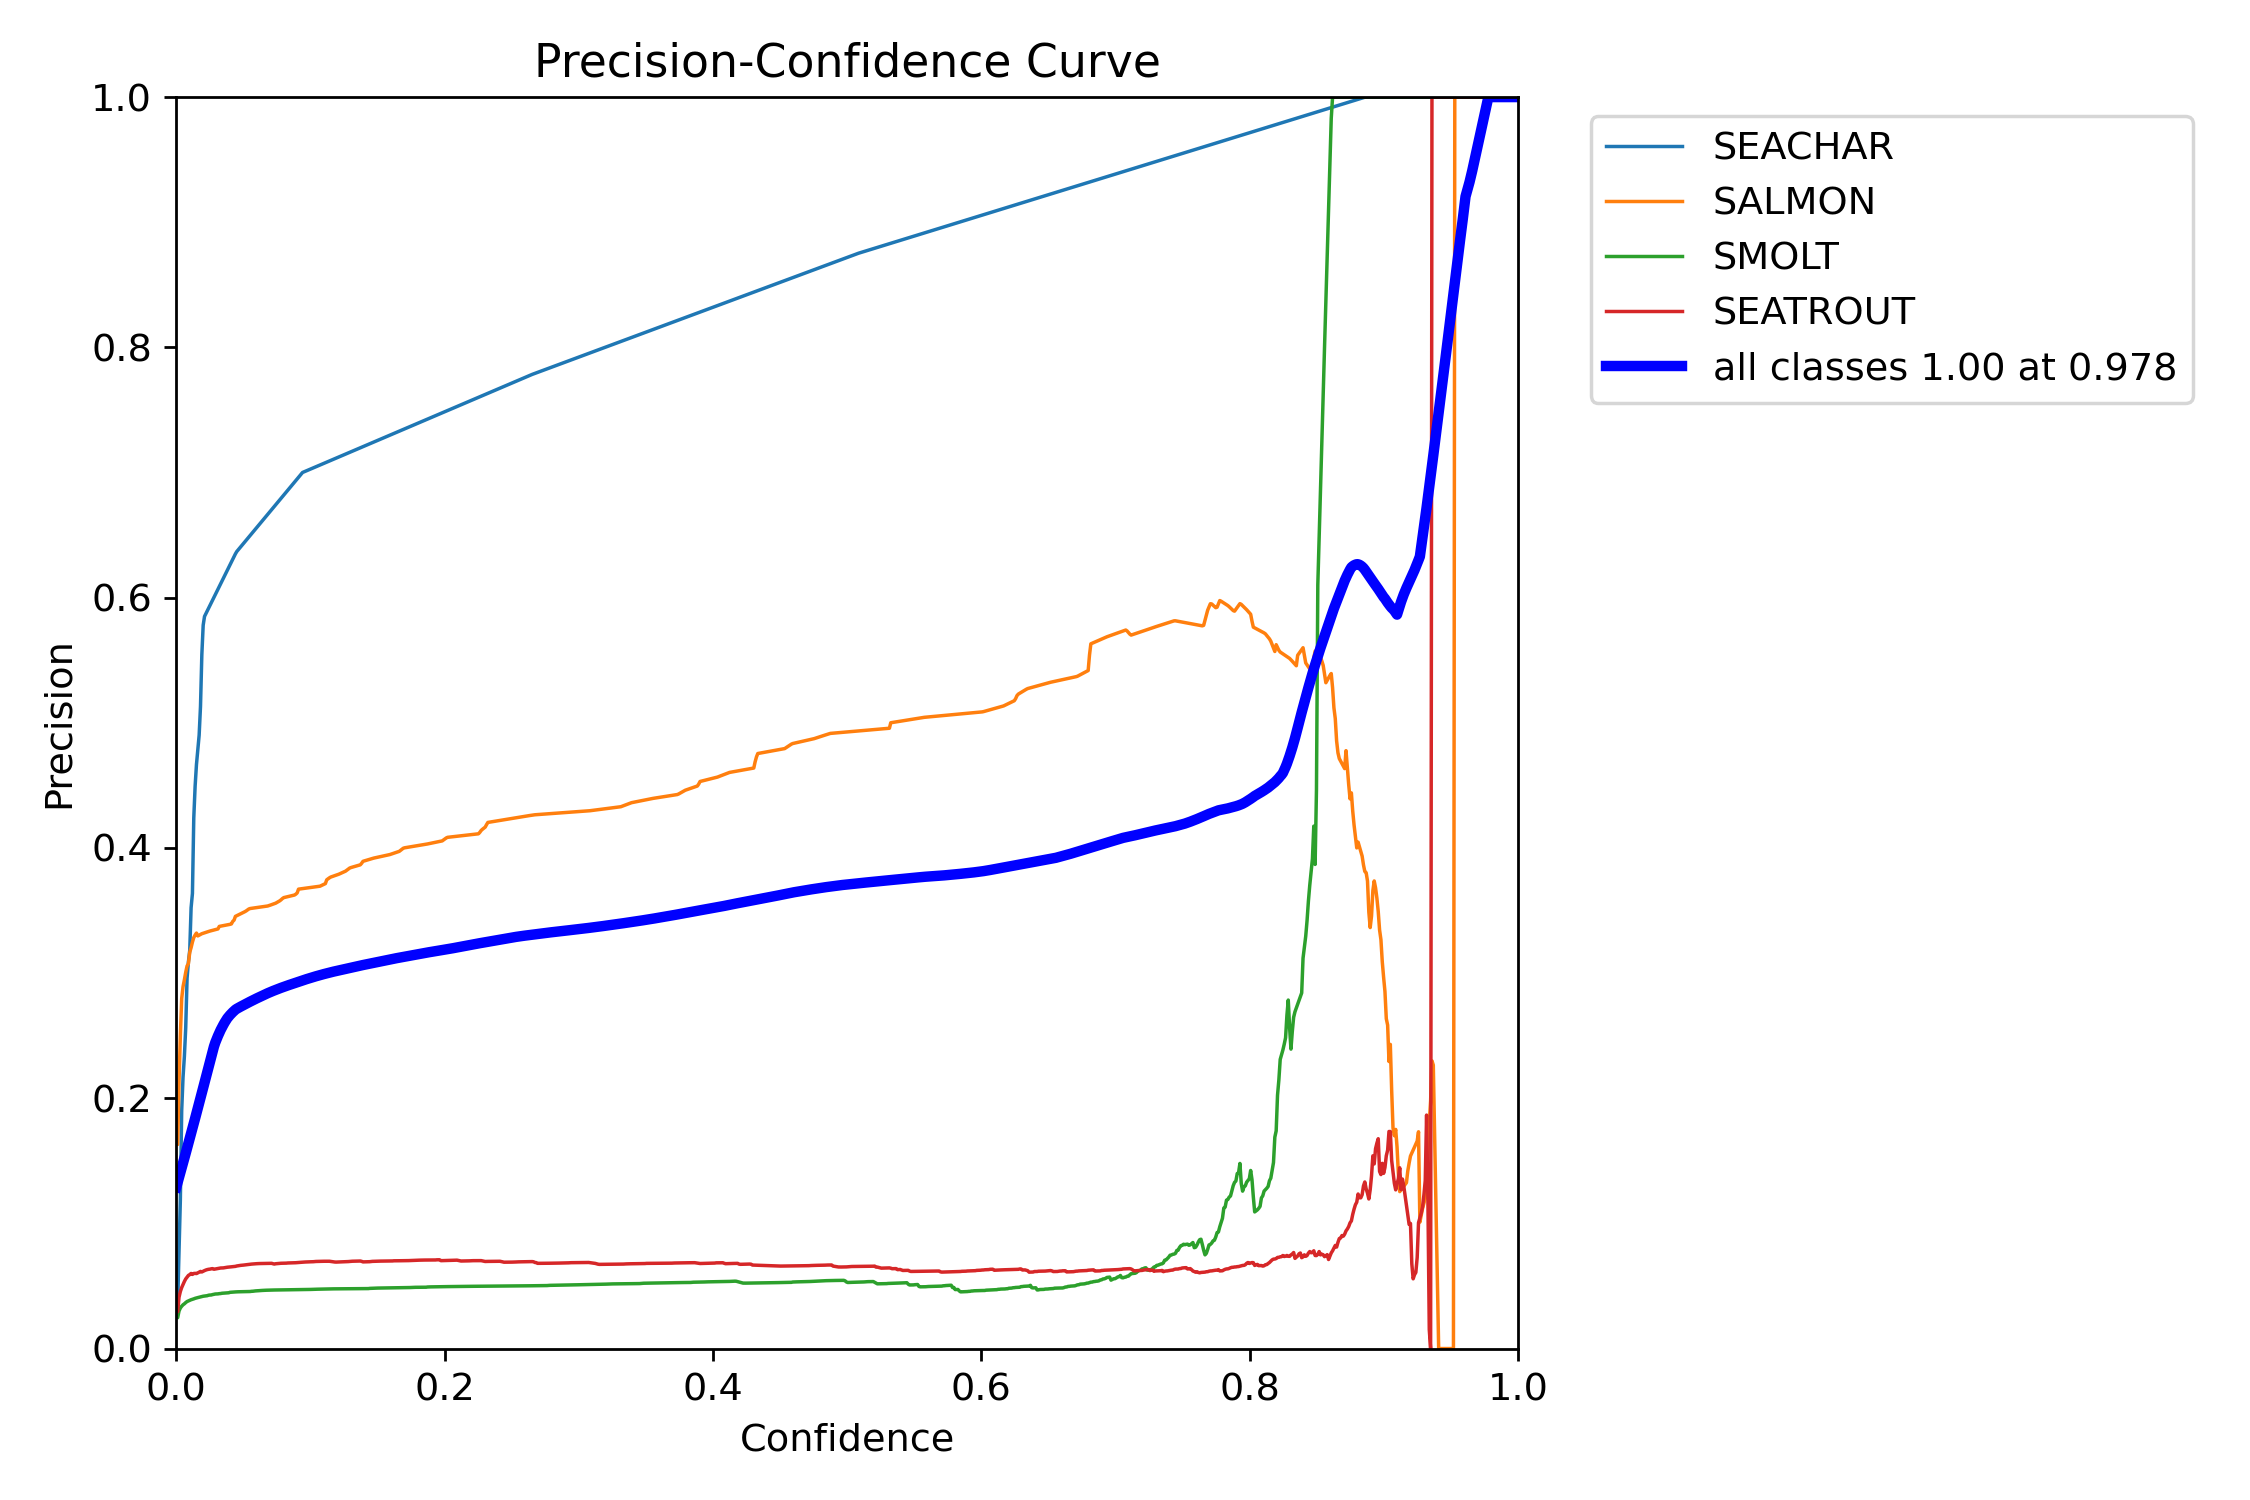 Precision-Confidence Curve
1.0
0.8
0.6
0.4
0.2
0.0
Precision
0.0 0.2 0.4 0.6 0.8 1.0
Confidence
SEACHAR
SALMON
SMOLT
SEATROUT
all classes 1.00 at 0.978